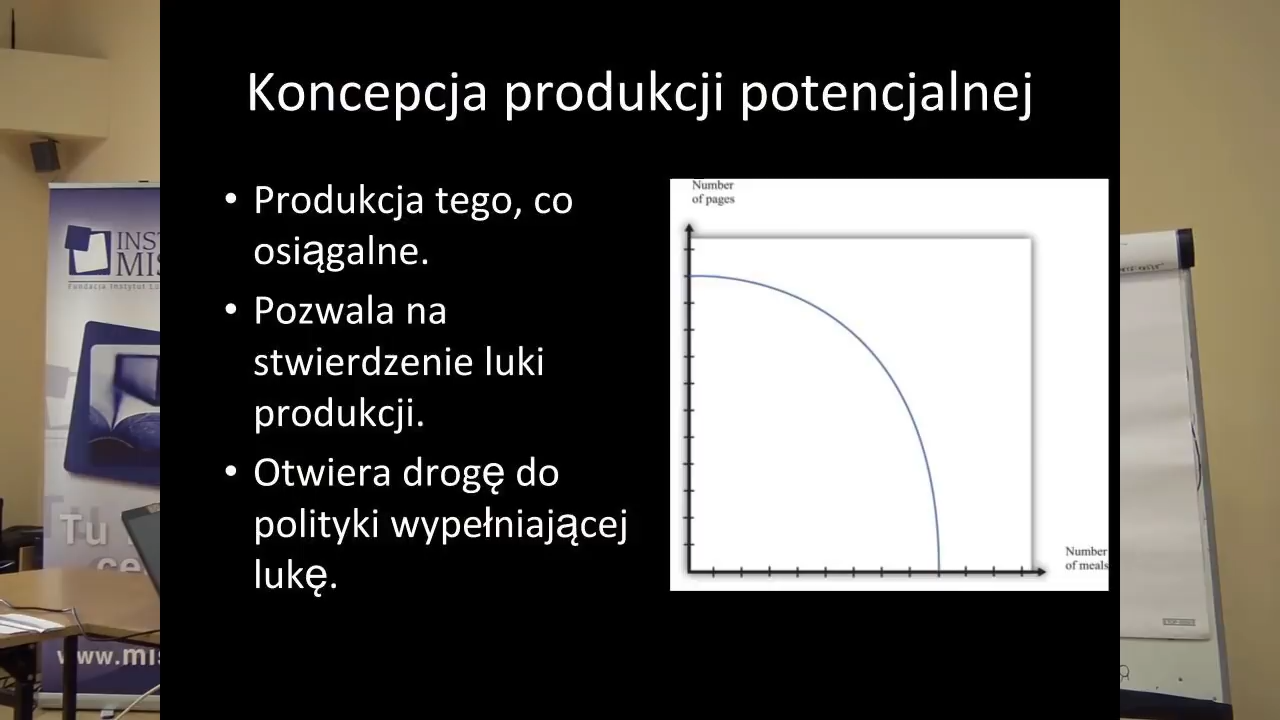 Koncepcja produkcji potencjalnej
• Produkcja tego, co
osiągalne.
• Pozwala na
stwierdzenie luki
produkcji.
• Otwiera drogę do
polityki wypełniającej
lukę.
Number
of pages
Number
of meals
Fundacja Instytut
Tu
www.mis